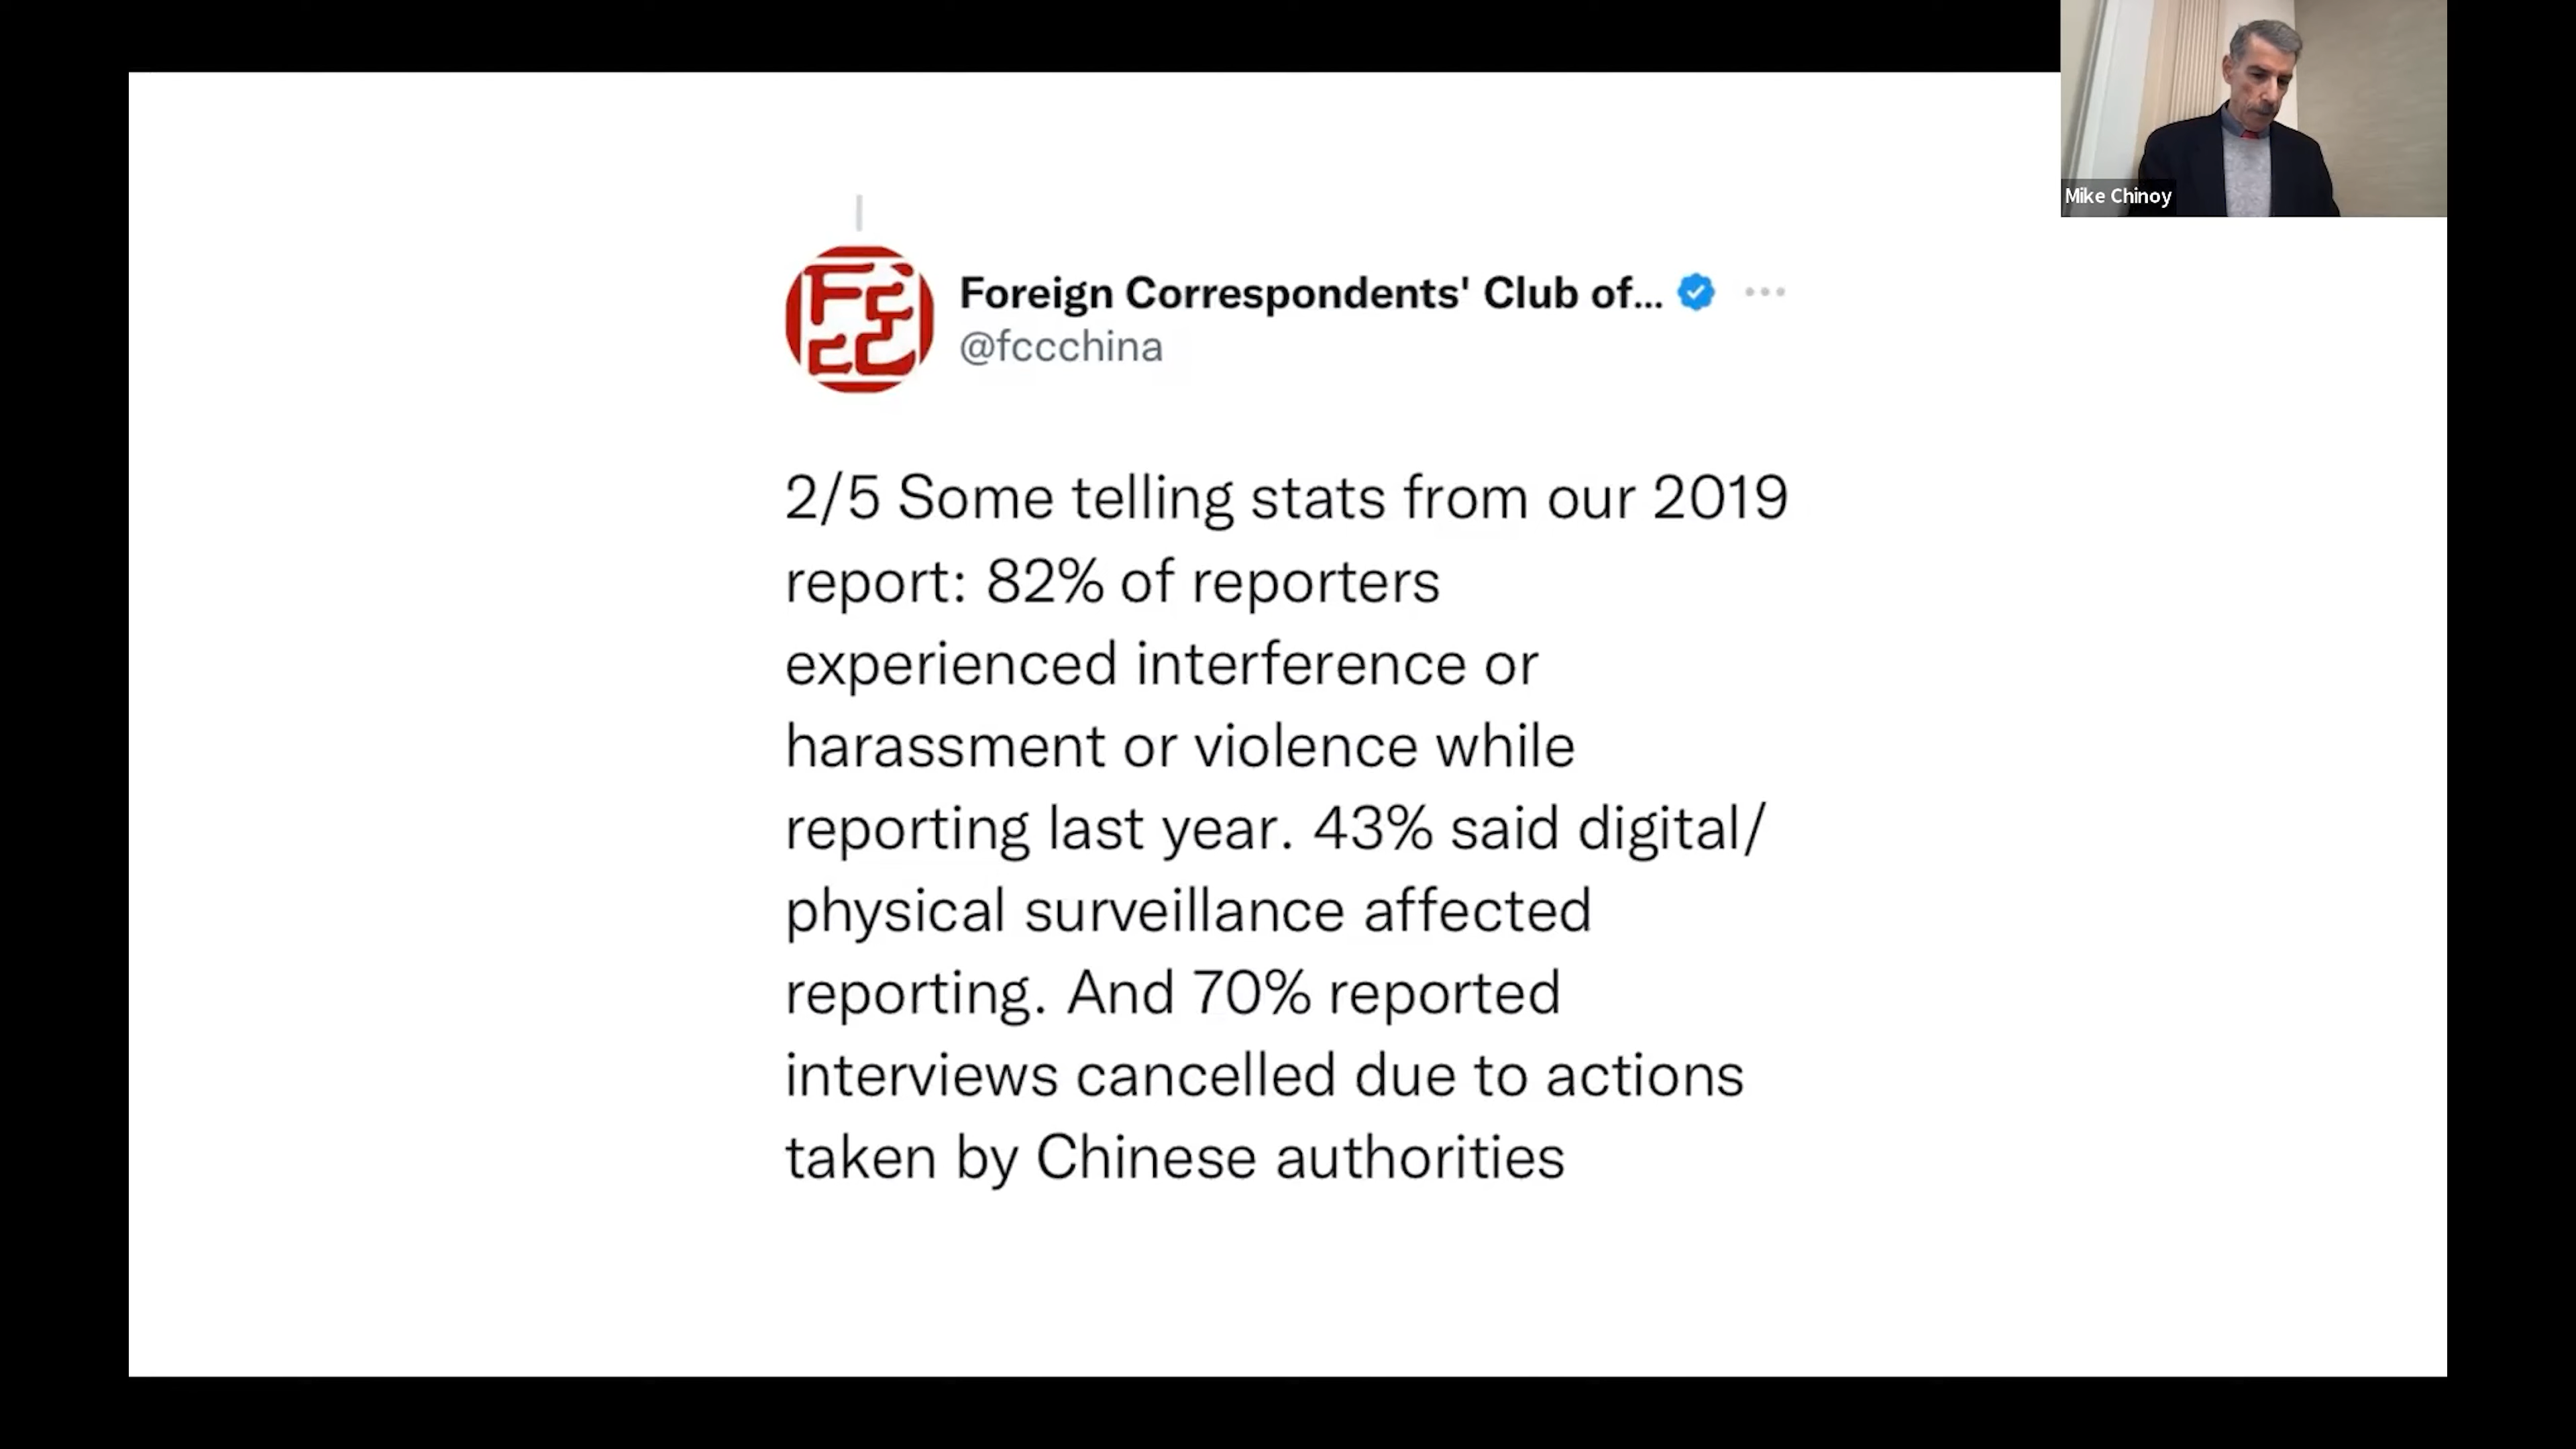 Mike Chinoy
Fc
cc
Foreign Correspondents' Club of...
@fccchina
2/5 Some telling stats from our 2019
report: 82% of reporters
experienced interference or
harassment or violence while
reporting last year. 43% said digital/
physical surveillance affected
reporting. And 70% reported
interviews cancelled due to actions
taken by Chinese authorities